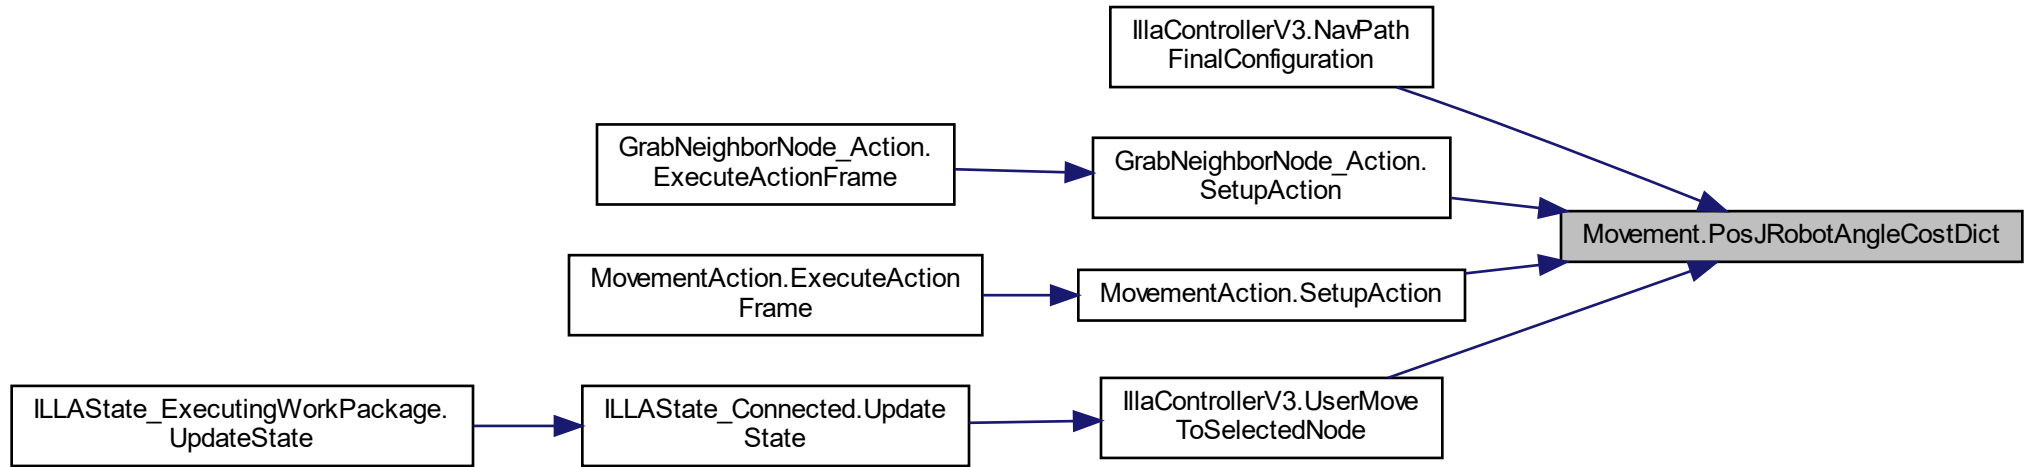 IllaControllerV3.NavPath
FinalConfiguration
GrabNeighborNode_Action.
ExecuteActionFrame
GrabNeighborNode_Action.
SetupAction
Movement.PosJRobotAngleCostDict
MovementAction.ExecuteAction
Frame
MovementAction.SetupAction
ILLAState_ExecutingWorkPackage.
UpdateState
ILLAState_Connected.Update
State
IllaControllerV3.UserMove
ToSelectedNode